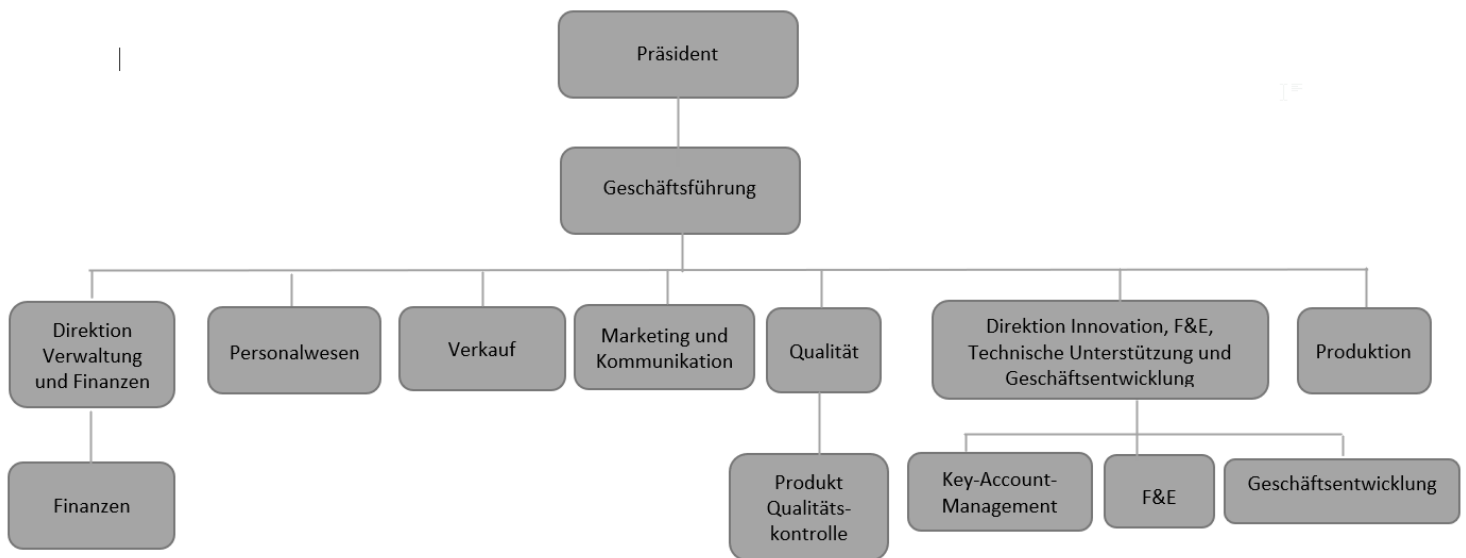 Präsident
Geschäftsführung
Direktion
Verwaltung
und Finanzen
Personalwesen
Verkauf
Marketing und
Kommunikation
Qualität
Direktion Innovation, F&E,
Technische Unterstützung und
Geschäftsentwicklung
Produktion
Finanzen
Produkt
Qualitäts-
kontrolle
Key-Account-
Management
F&E
Geschäftsentwicklung